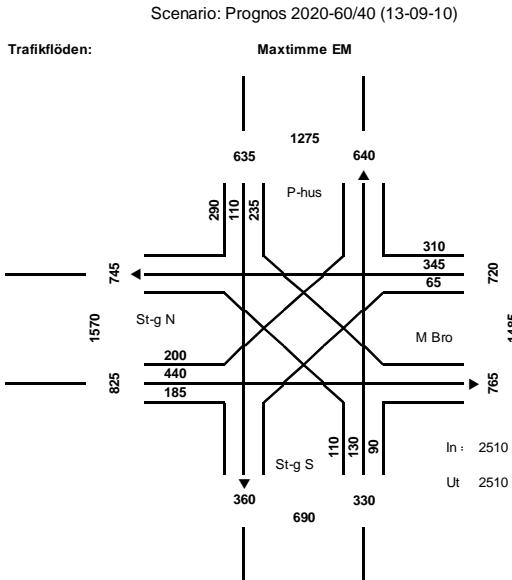 Scenario: Prognos 2020-60/40 (13-09-10)
Trafikflöden: Maxtimme EM
1275
635 640
P-hus
290 110 235
310
345
65
745 720
1570 St-g N M Bro 1485
825 765
200
440
185
110 130 90
St-g S
In : 2510
Ut 2510
360 330
690